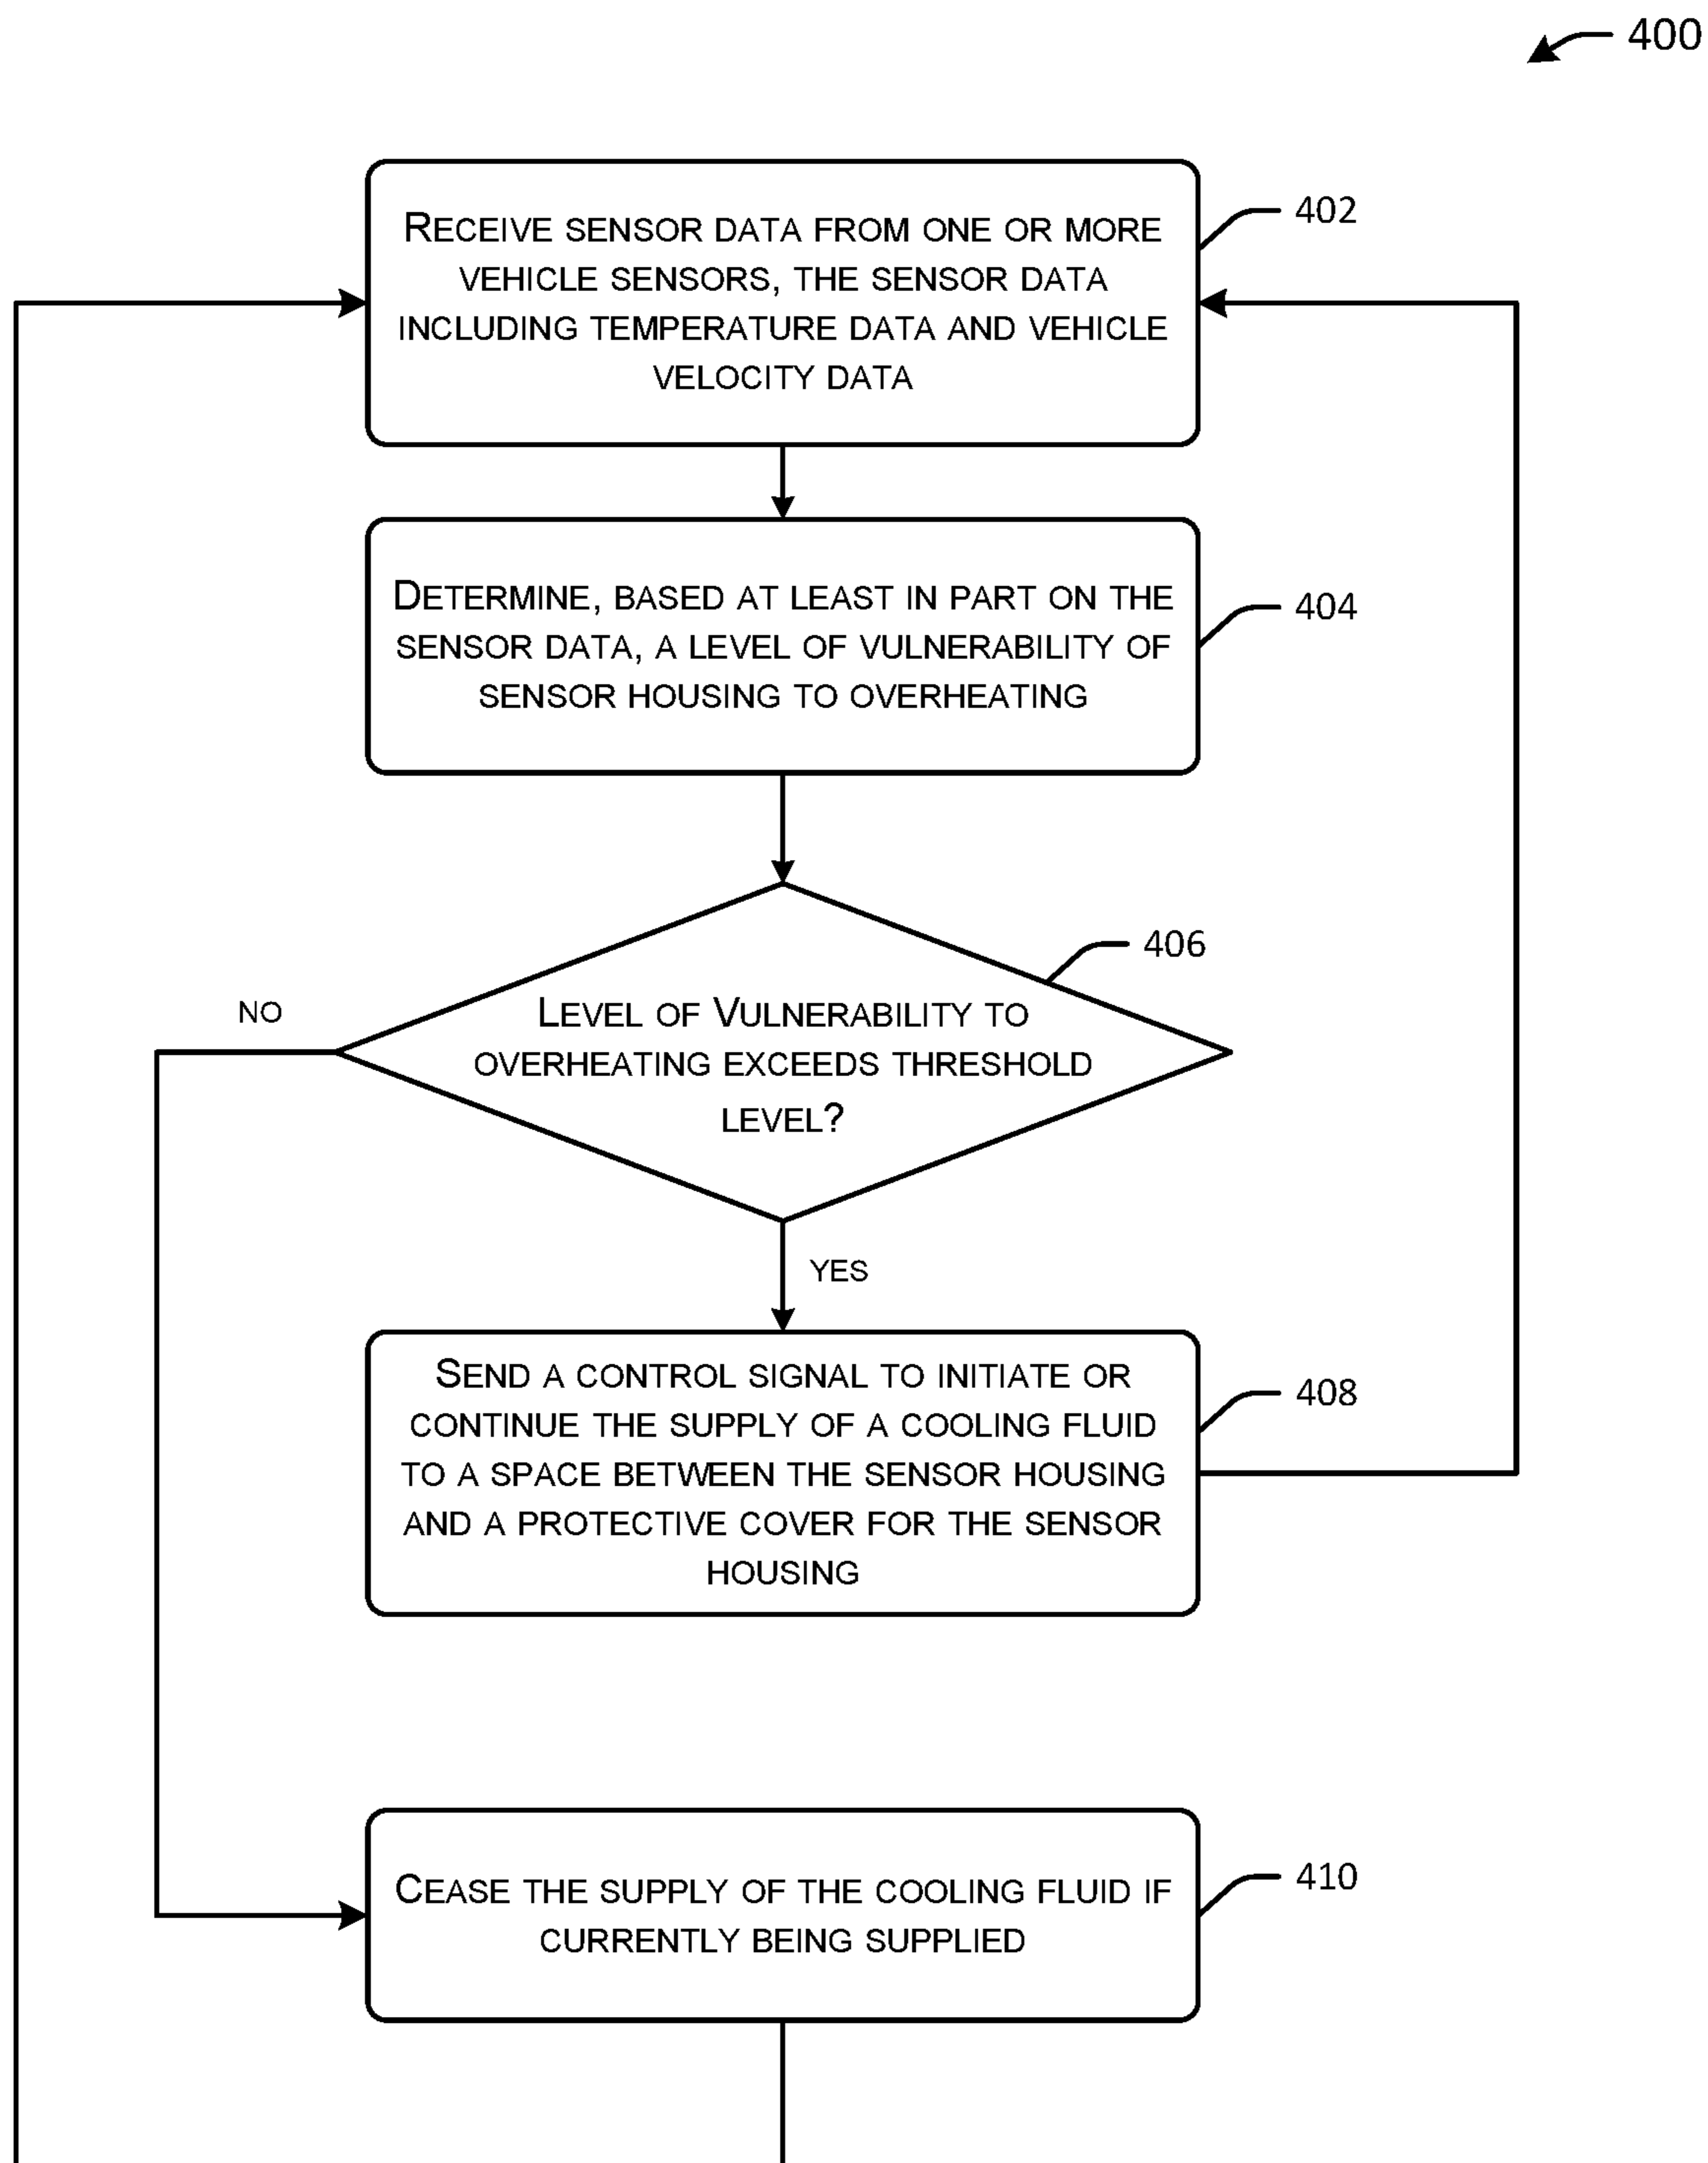 400
RECEIVE SENSOR DATA FROM ONE OR MORE
VEHICLE SENSORS, THE SENSOR DATA
INCLUDING TEMPERATURE DATA AND VEHICLE
VELOCITY DATA
402
DETERMINE, BASED AT LEAST IN PART ON THE
SENSOR DATA, A LEVEL OF VULNERABILITY OF
SENSOR HOUSING TO OVERHEATING
404
406
NO
LEVEL OF VULNERABILITY TO
OVERHEATING EXCEEDS THRESHOLD
LEVEL?
YES
SEND A CONTROL SIGNAL TO INITIATE OR
CONTINUE THE SUPPLY OF A COOLING FLUID
TO A SPACE BETWEEN THE SENSOR HOUSING
AND A PROTECTIVE COVER FOR THE SENSOR
HOUSING
408
CEASE THE SUPPLY OF THE COOLING FLUID IF
CURRENTLY BEING SUPPLIED
410